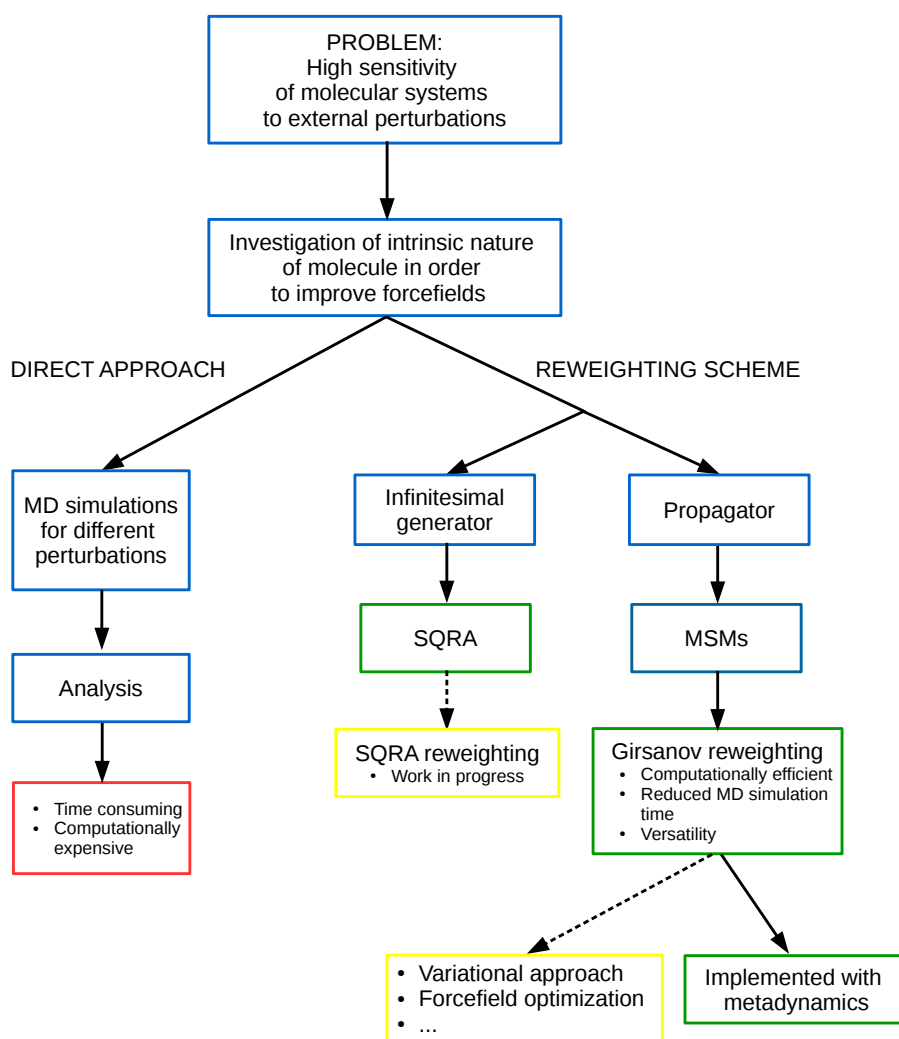 PROBLEM:
High sensitivity
of molecular systems
to external perturbations
Investigation of intrinsic nature
of molecule in order
to improve forcefields
DIRECT APPROACH
REWEIGHTING SCHEME
MD simulations
for different
perturbations
Infinitesimal
generator
Propagator
SQRA
MSMs
Analysis
SQRA reweighting
• Work in progress
Girsanov reweighting
• Computationally efficient
• Reduced MD simulation
time
• Versatility
• Time consuming
• Computationally
expensive
• Variational approach
• Forcefield optimization
• ...
Implemented with
metadynamics